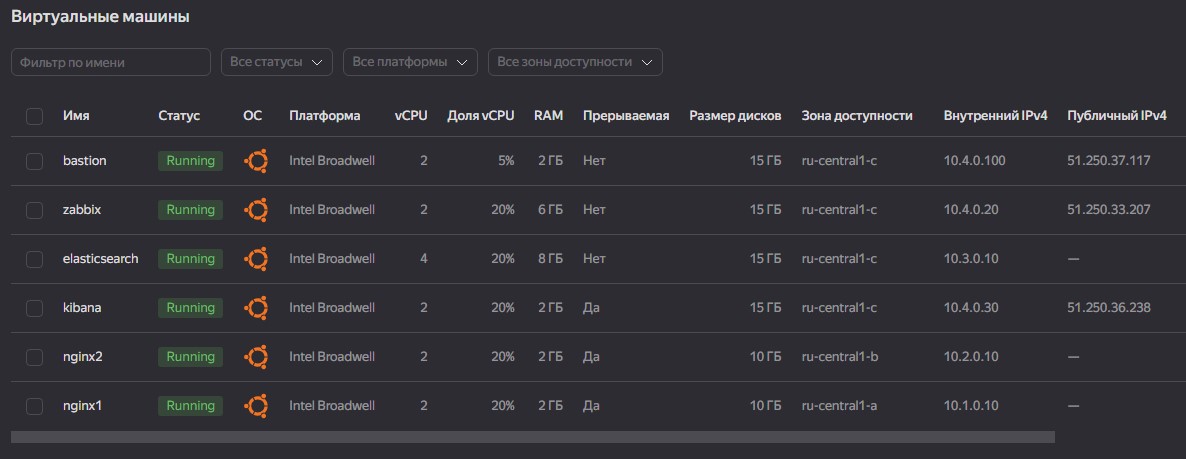 Виртуальные машины
Фильтр по имени Все статусы Все платформы Все зоны доступности
Имя Статус ОС Платформа vCPU Доля vCPU RAM Прерываемая Размер дисков Зона доступности Внутренний IPv4 Публичный IPv4
bastion Running Intel Broadwell 2 5% 2 ГБ Нет 15 ГБ ru-central1-c 10.4.0.100 51.250.37.117
zabbix Running Intel Broadwell 2 20% 6 ГБ Нет 15 ГБ ru-central1-c 10.4.0.20 51.250.33.207
elasticsearch Running Intel Broadwell 4 20% 8 ГБ Нет 15 ГБ ru-central1-c 10.3.0.10 —
kibana Running Intel Broadwell 2 20% 2 ГБ Да 15 ГБ ru-central1-c 10.4.0.30 51.250.36.238
nginx2 Running Intel Broadwell 2 20% 2 ГБ Да 10 ГБ ru-central1-b 10.2.0.10 —
nginx1 Running Intel Broadwell 2 20% 2 ГБ Да 10 ГБ ru-central1-a 10.1.0.10 —